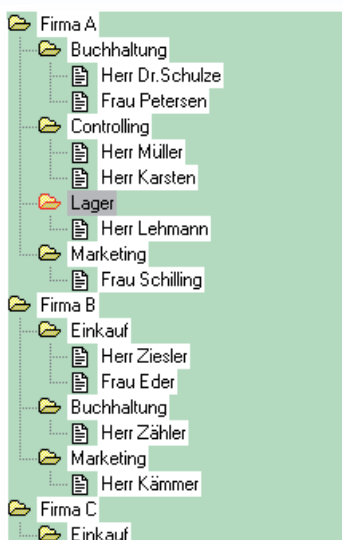 Firma A
Buchhaltung
Herr Dr.Schulze
Frau Petersen
Controlling
Herr Müller
Herr Karsten
Lager
Herr Lehmann
Marketing
Frau Schilling
Firma B
Einkauf
Herr Ziesler
Frau Eder
Buchhaltung
Herr Zähler
Marketing
Herr Kämmer
Firma C
Einkauf